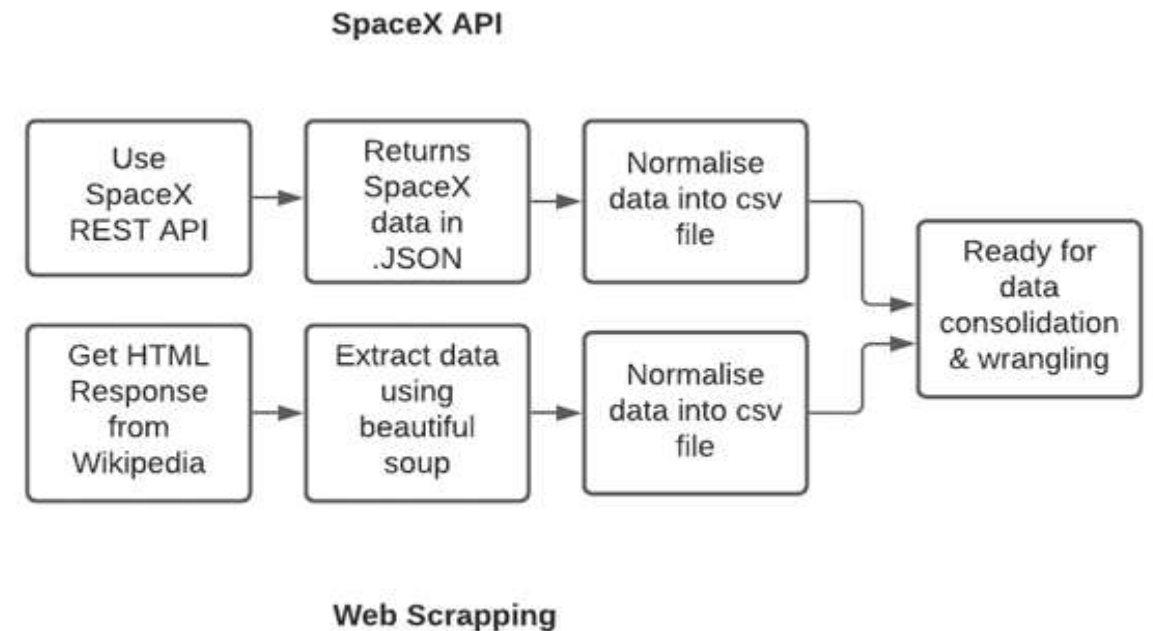 SpaceX API
Use
SpaceX
REST API
Returns
SpaceX
data in
.JSON
Normalise
data into csv
file
Ready for
data
consolidation
& wrangling
Get HTML
Response
from
Wikipedia
Extract data
using
beautiful
soup
Normalise
data into csv
file
Web Scrapping